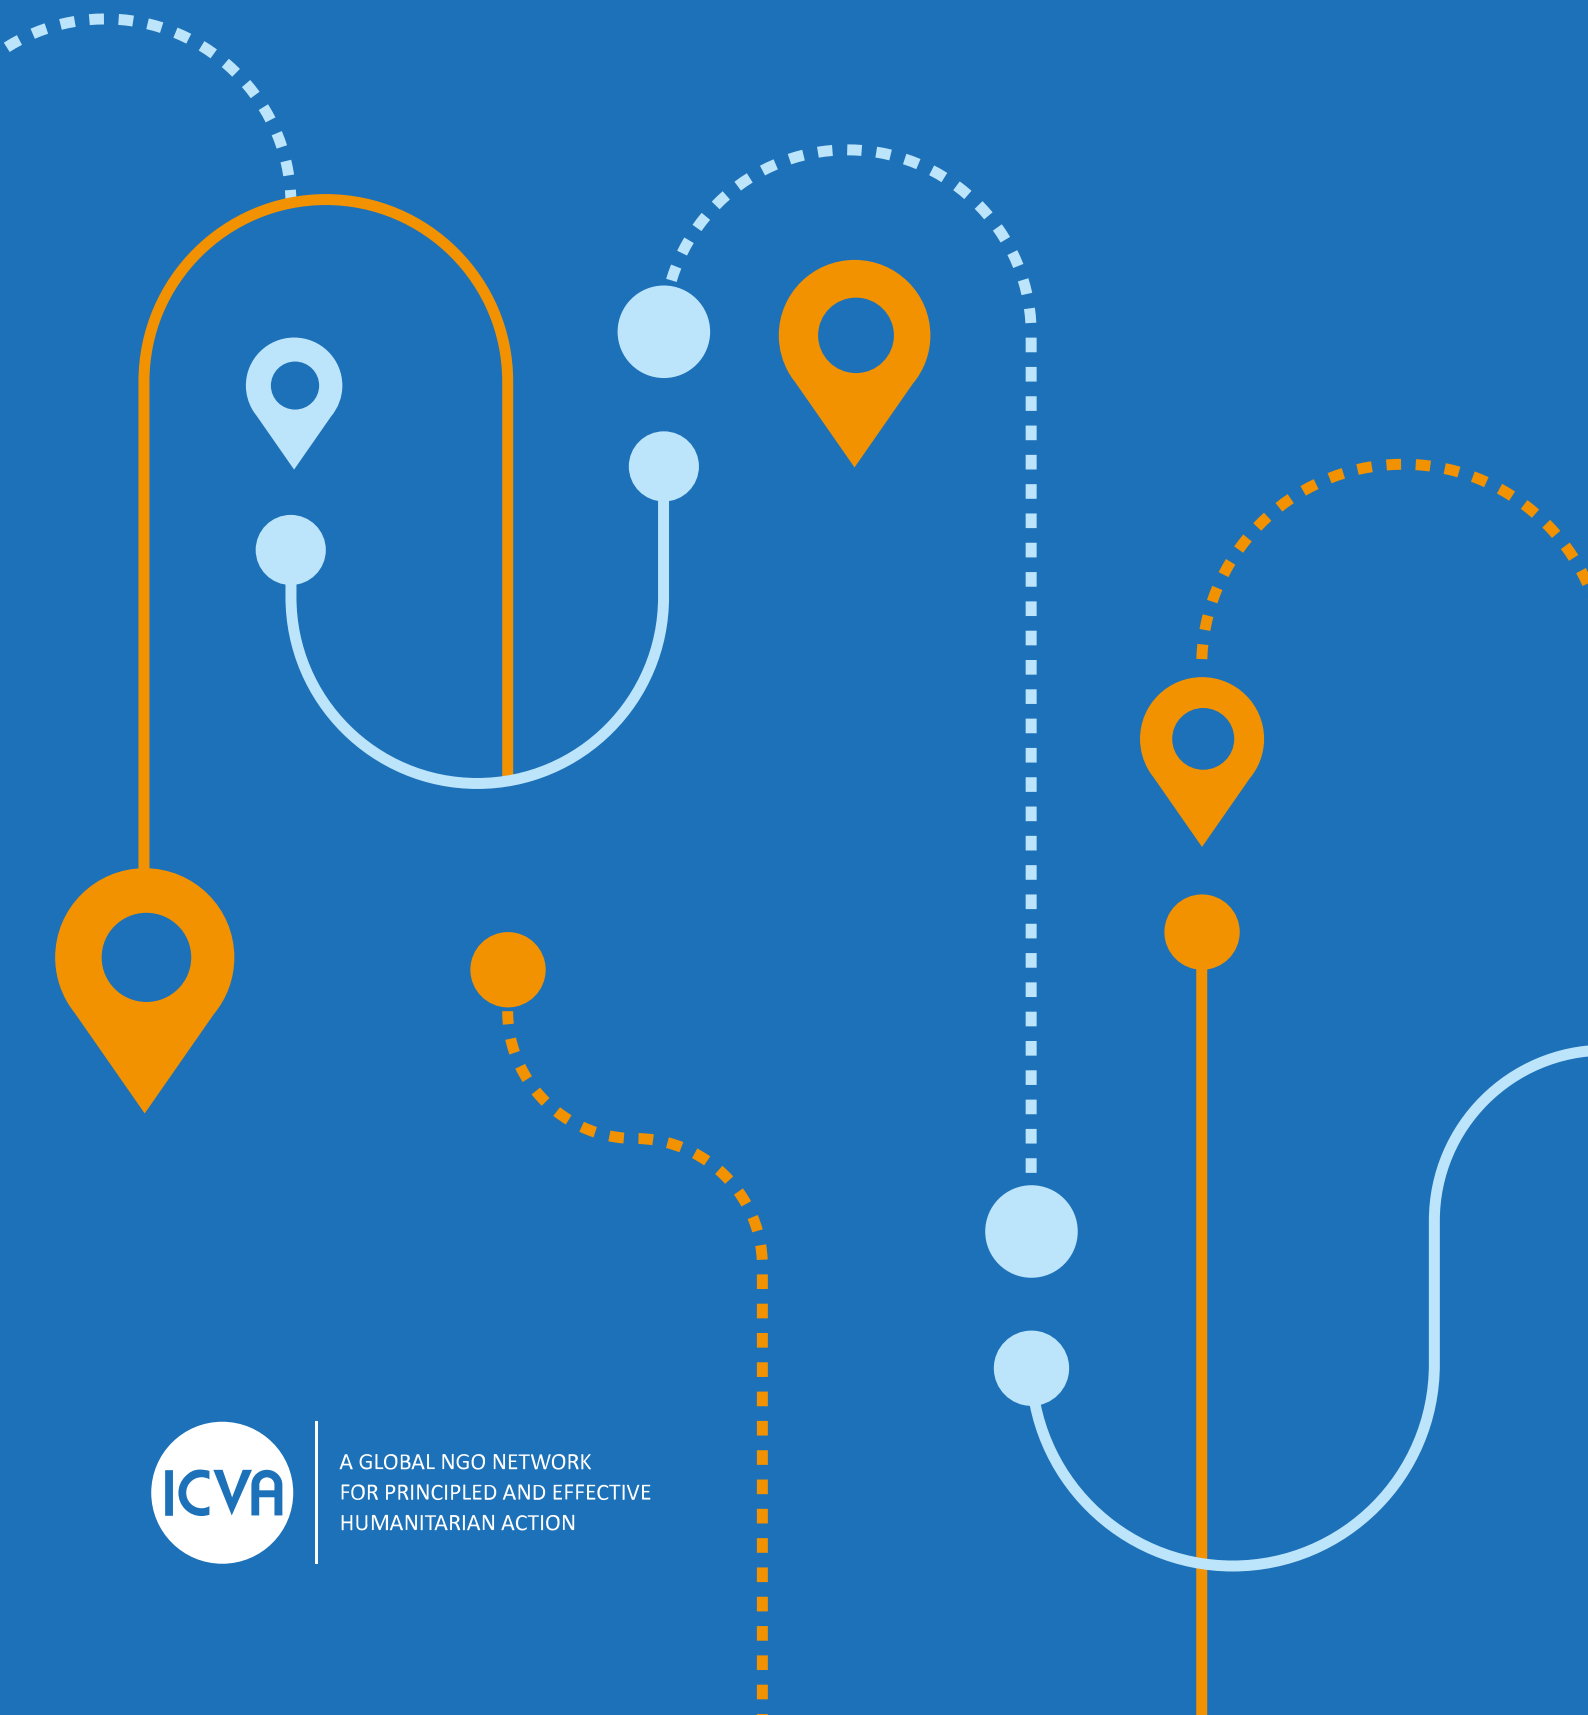 ICVA
A GLOBAL NGO NETWORK
FOR PRINCIPLED AND EFFECTIVE
HUMANITARIAN ACTION